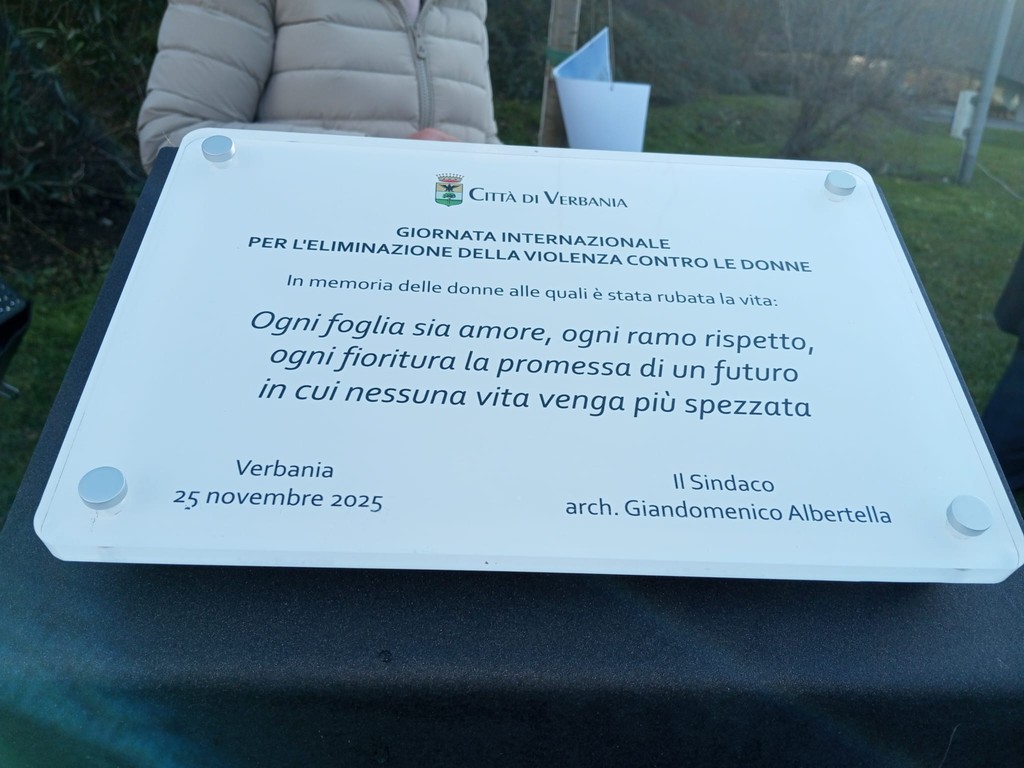 CITTÀ DI VERBANIA
GIORNATA INTERNAZIONALE
PER L'ELIMINAZIONE DELLA VIOLENZA CONTRO LE DONNE
In memoria delle donne alle quali è stata rubata la vita:
Ogni foglia sia amore, ogni ramo rispetto,
ogni fioritura la promessa di un futuro
in cui nessuna vita venga più spezzata
Verbania
25 novembre 2025
Il Sindaco
arch. Giandomenico Albertella